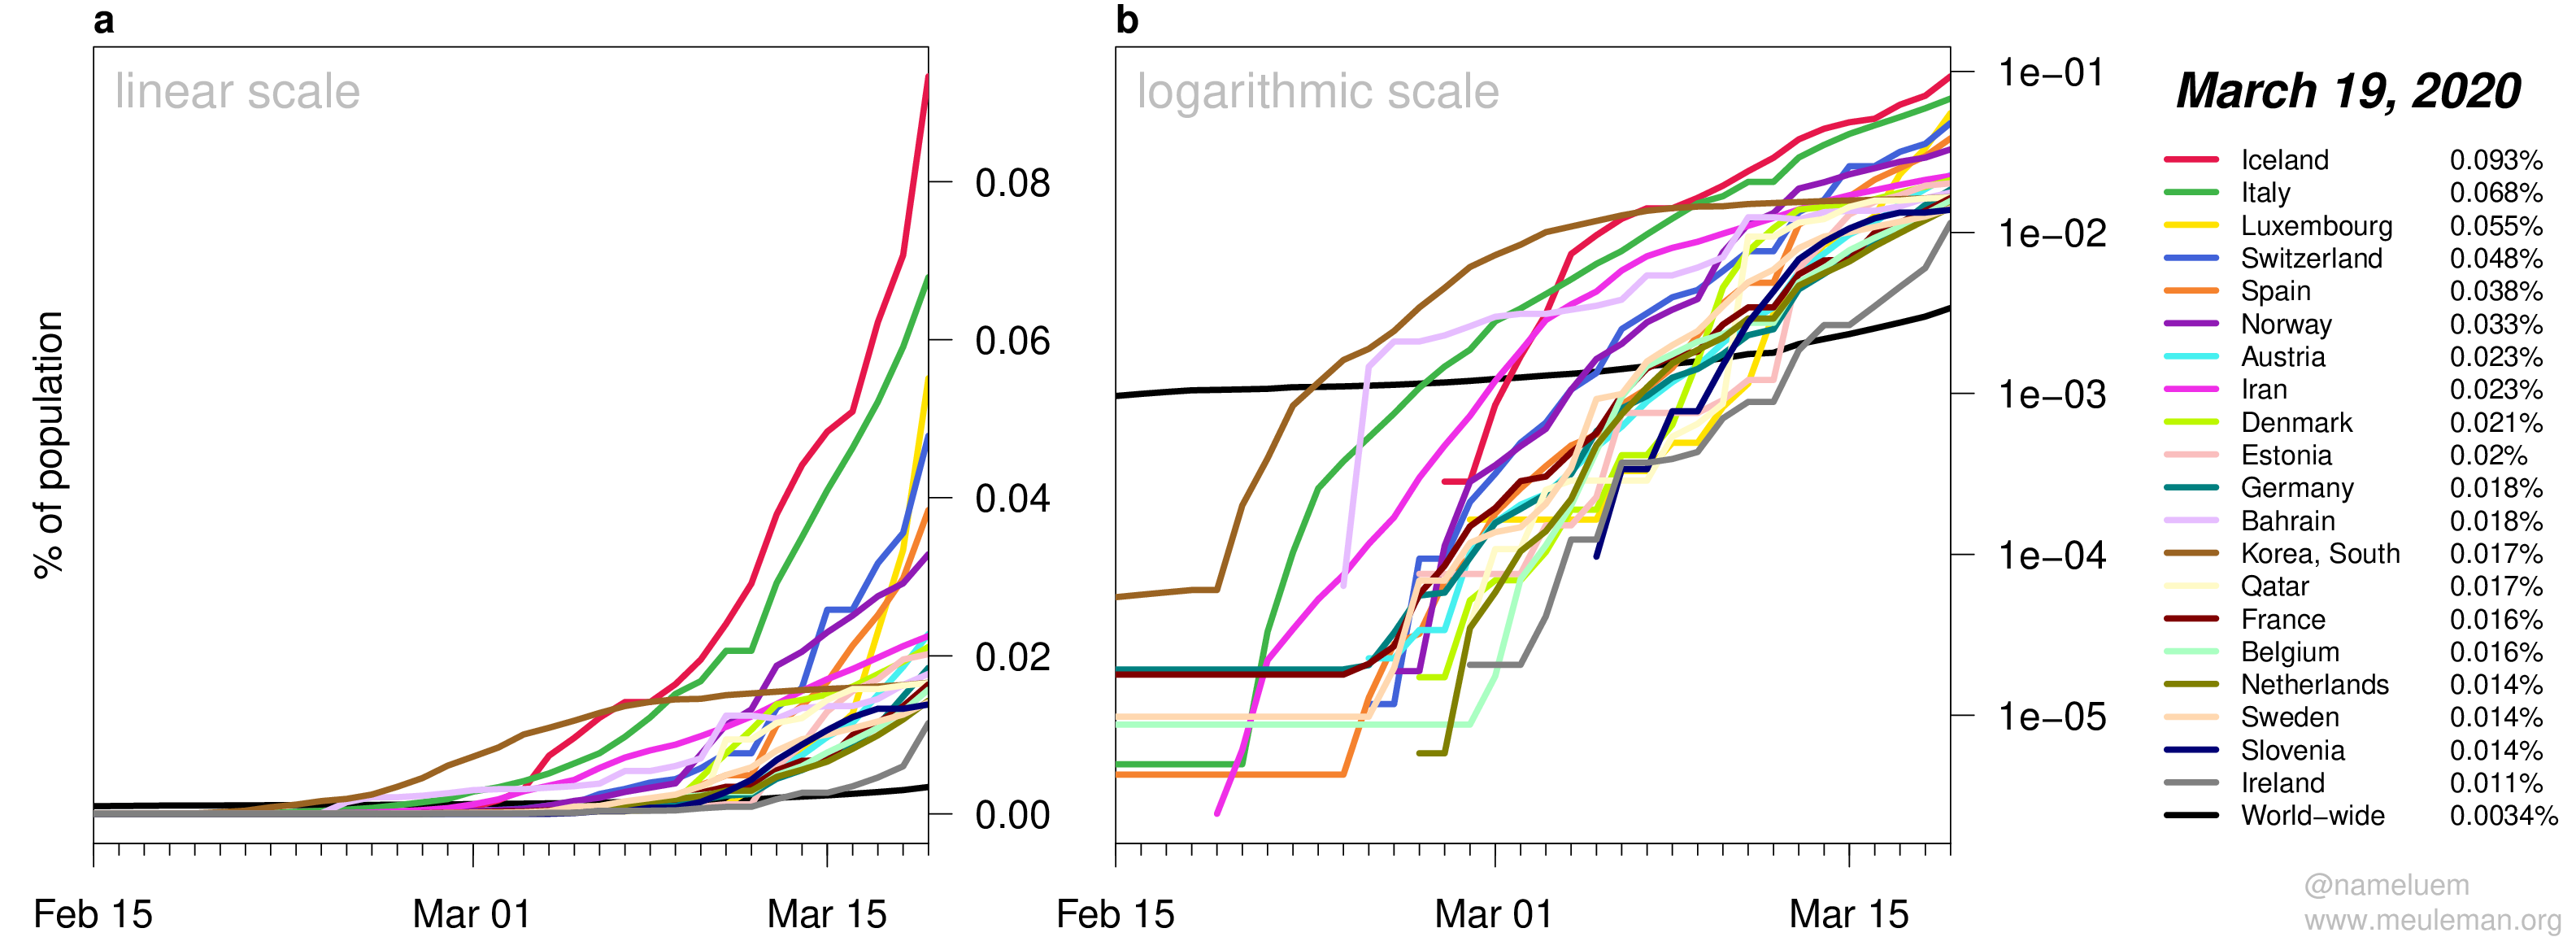 a
linear scale
% of population
0.08
0.06
0.04
0.02
0.00
Feb 15
Mar 01
Mar 15
b
logarithmic scale
1e−01
1e−02
1e−03
1e−04
1e−05
Feb 15
Mar 01
Mar 15
March 19, 2020
Iceland 0.093%
Italy 0.068%
Luxembourg 0.055%
Switzerland 0.048%
Spain 0.038%
Norway 0.033%
Austria 0.023%
Iran 0.023%
Denmark 0.021%
Estonia 0.02%
Germany 0.018%
Bahrain 0.018%
Korea, South 0.017%
Qatar 0.017%
France 0.016%
Belgium 0.016%
Netherlands 0.014%
Sweden 0.014%
Slovenia 0.014%
Ireland 0.011%
World−wide 0.0034%
@nameluem
www.meuleman.org